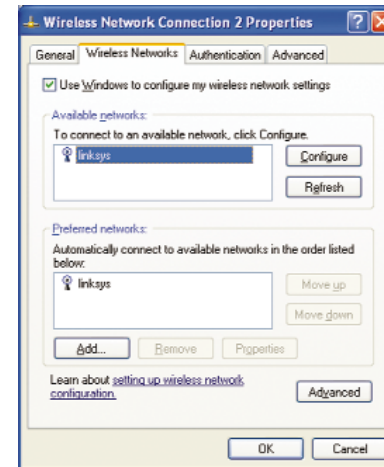 Wireless Network Connection 2 Properties ?
General Wireless Networks Authentication Advanced
Use Windows to configure my wireless network settings
Available networks:
To connect to an available network, click Configure.
linksys
Configure
Refresh
Preferred networks:
Automatically connect to available networks in the order listed
below:
linksys
Move up
Move down
Add... Remove Properties
Learn about setting up wireless network
configuration.
Advanced
OK Cancel